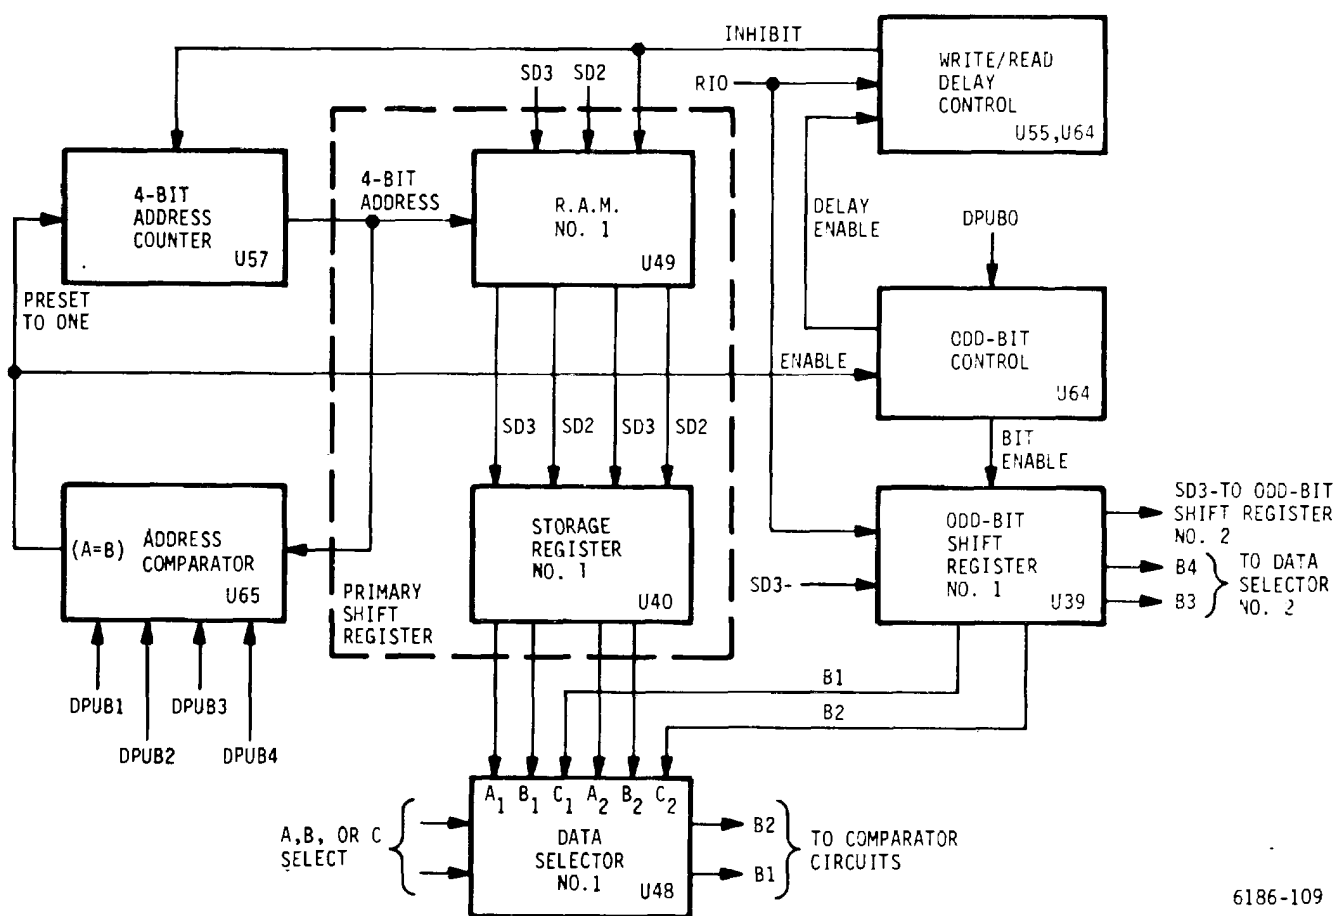 INHIBIT
WRITE/READ
DELAY
CONTROL
U55,U64
SD3
SD2
RIO
4-BIT
ADDRESS
COUNTER
U57
4-BIT
ADDRESS
R.A.M.
NO. 1
U49
DELAY
ENABLE
DPUB0
PRESET
TO ONE
ENABLE
ODD-BIT
CONTROL
U64
SD3
SD2
SD3
SD2
BIT
ENABLE
(A=B)
ADDRESS
COMPARATOR
U65
STORAGE
REGISTER
NO. 1
U40
PRIMARY
SHIFT
REGISTER
SD3-
ODD-BIT
SHIFT
REGISTER
NO. 1
U39
SD3-TO ODD-BIT
SHIFT REGISTER
NO. 2
B4
B3
TO DATA
SELECTOR
NO. 2
DPUB1
DPUB3
DPUB2
DPUB4
B1
B2
A1 B1 C1 A2 B2 C2
A,B, OR C
SELECT
DATA
SELECTOR
NO.1
U48
B2
B1
TO COMPARATOR
CIRCUITS
6186-109